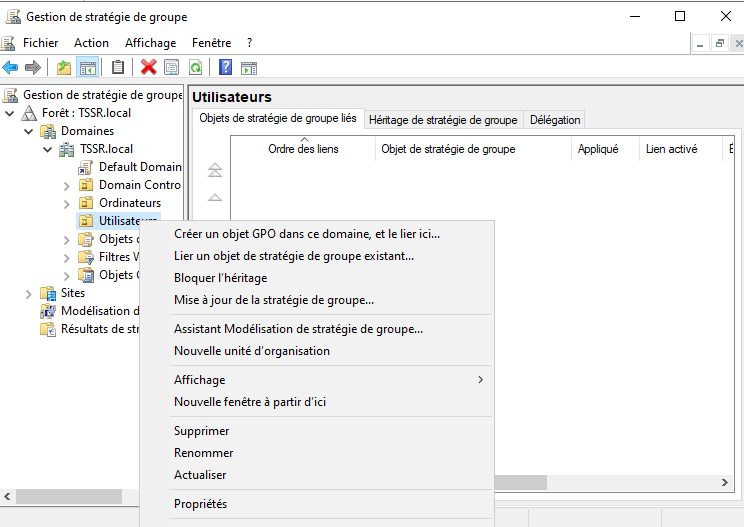 Gestion de stratégie de groupe
Fichier Action Affichage Fenêtre ?
Gestion de stratégie de groupe
Forêt : TSSR.local
Domaines
TSSR.local
Default Domain
Domain Contro
Ordinateurs
Utilisateurs
Objets
Filtres W
Objets G
Sites
Modélisation d
Résultats de str
Utilisateurs
Objets de stratégie de groupe liés Héritage de stratégie de groupe Délégation
Ordre des liens Objet de stratégie de groupe Appliqué Lien activé É
Créer un objet GPO dans ce domaine, et le lier ici...
Lier un objet de stratégie de groupe existant...
Bloquer l'héritage
Mise à jour de la stratégie de groupe...
Assistant Modélisation de stratégie de groupe...
Nouvelle unité d'organisation
Affichage
Nouvelle fenêtre à partir d'ici
Supprimer
Renommer
Actualiser
Propriétés